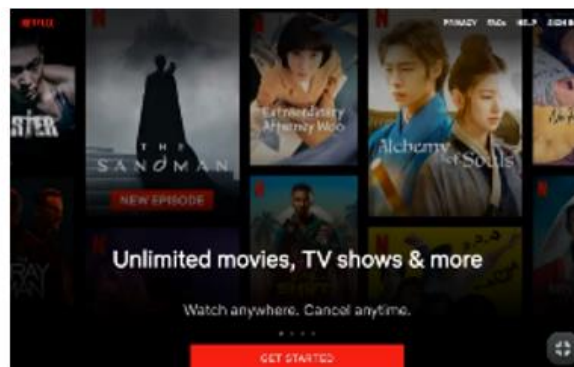 NETFLIX
PRIVACY FAQs HELP SIGN IN
THE
SANDMAN
NEW EPISODE
Extraordinary
Attorney Woo
Alchemy
of Souls
Unlimited movies, TV shows & more
Watch anywhere. Cancel anytime.
GET STARTED